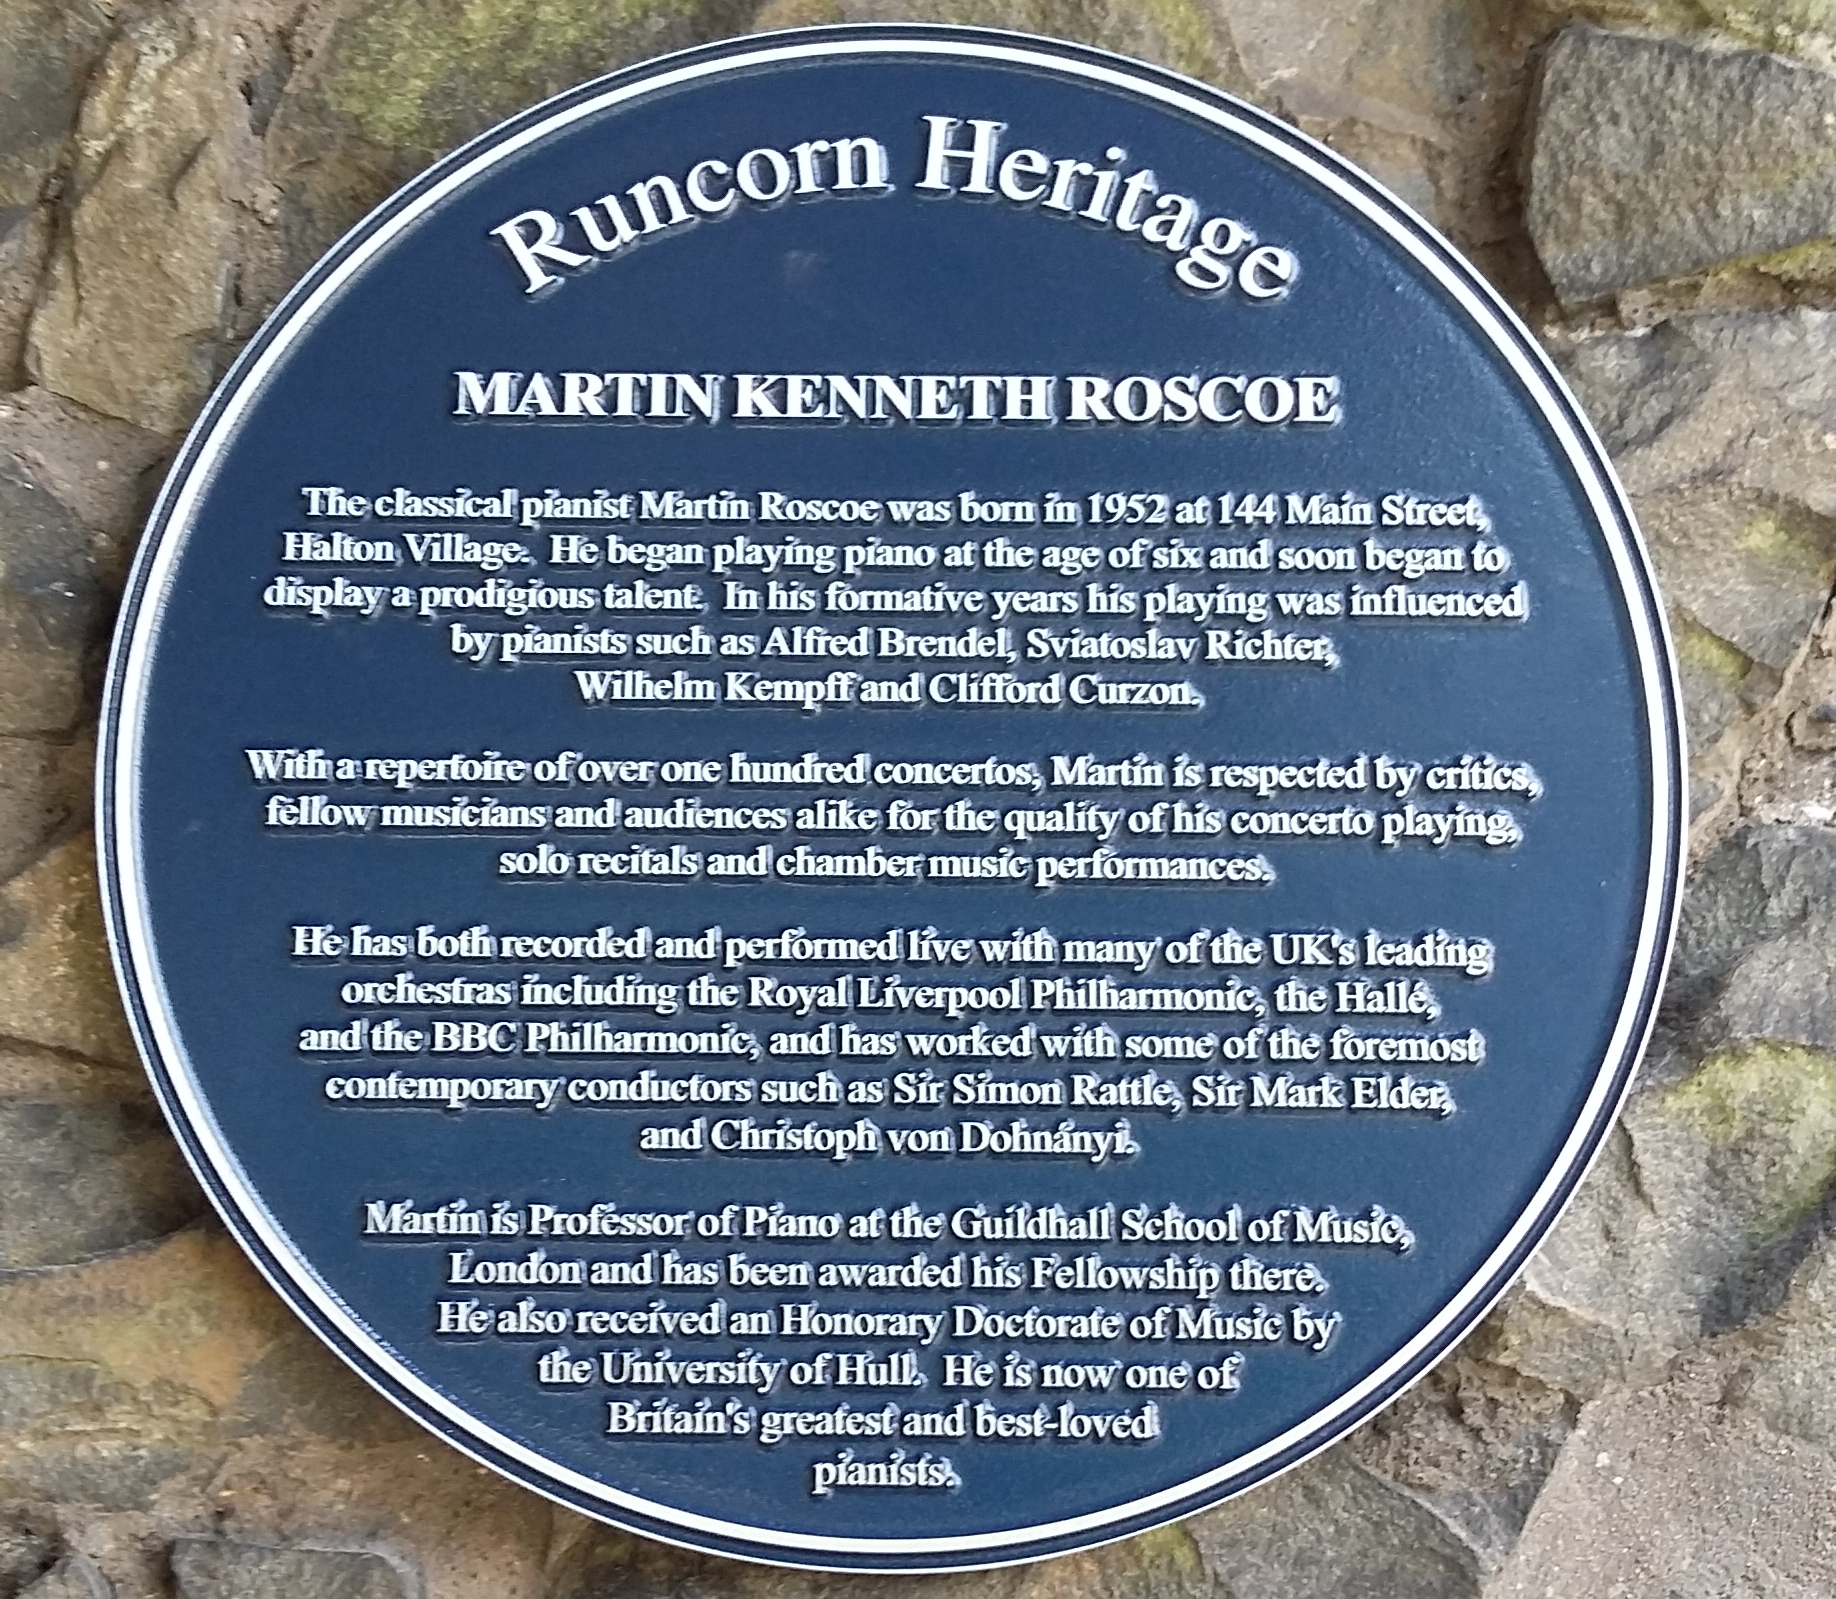 Runcorn Heritage
MARTIN KENNETH ROSCOE
The classical pianist Martin Roscoe was born in 1952 at 144 Main Street,
Halton Village. He began playing piano at the age of six and soon began to
display a prodigious talent. In his formative years his playing was influenced
by pianists such as Alfred Brendel, Sviatoslav Richter,
Wilhelm Kempff and Clifford Curzon.
With a repertoire of over one hundred concertos, Martin is respected by critics,
fellow musicians and audiences alike for the quality of his concerto playing,
solo recitals and chamber music performances.
He has both recorded and performed live with many of the UK's leading
orchestras including the Royal Liverpool Philharmonic, the Hallé,
and the BBC Philharmonic, and has worked with some of the foremost
contemporary conductors such as Sir Simon Rattle, Sir Mark Elder,
and Christoph von Dohnányi.
Martin is Professor of Piano at the Guildhall School of Music,
London and has been awarded his Fellowship there.
He also received an Honorary Doctorate of Music by
the University of Hull. He is now one of
Britain's greatest and best-loved
pianists.